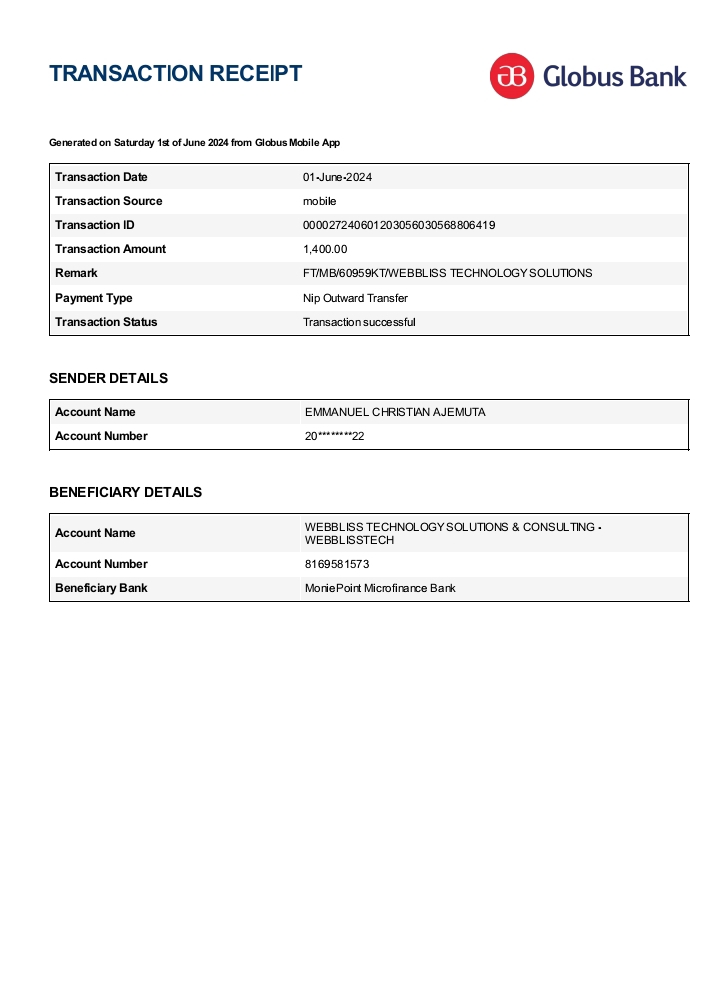 TRANSACTION RECEIPT
GB Globus Bank
Generated on Saturday 1st of June 2024 from Globus Mobile App
Transaction Date 01-June-2024
Transaction Source mobile
Transaction ID 000027240601203056030568806419
Transaction Amount 1,400.00
Remark FT/MB/60959KT/WEBBLISS TECHNOLOGY SOLUTIONS
Payment Type Nip Outward Transfer
Transaction Status Transaction successful
SENDER DETAILS
Account Name EMMANUEL CHRISTIAN AJEMUTA
Account Number 20********22
BENEFICIARY DETAILS
Account Name WEBBLISS TECHNOLOGY SOLUTIONS & CONSULTING -
WEBBLISSTECH
Account Number 8169581573
Beneficiary Bank MoniePoint Microfinance Bank